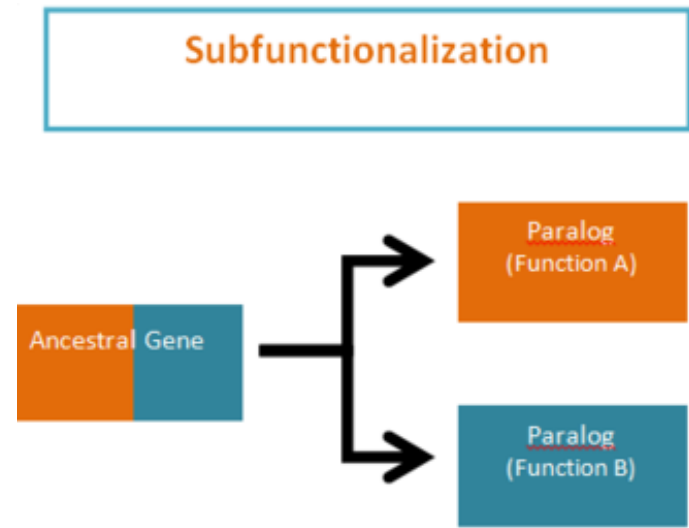 Subfunctionalization
Paralog
(Function A)
Ancestral Gene
Paralog
(Function B)